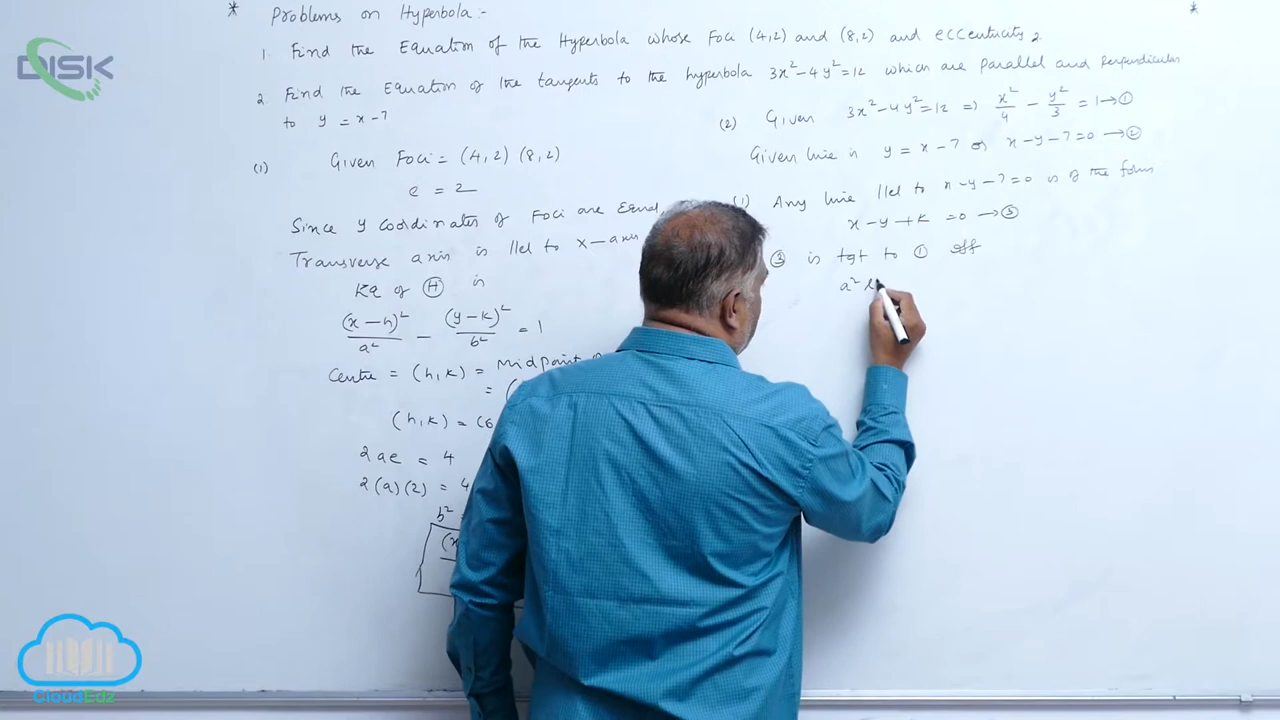 * Problems on Hyperbola :- *
1. Find the Equation of the Hyperbola whose Foci (4,2) and (8,2) and eccentricity 2.
2. Find the Equation of the tangents to the hyperbola 3x² - 4y² = 12 which are parallel and perpendicular
to y = x - 7
(1) Given Foci = (4,2) (8,2)
e = 2
Since y coordinates of Foci are Equal
Transverse axis is llel to x-axis
Eq of Ⓗ is
(x - h)²/a² - (y - k)²/b² = 1
Centre = (h, k) = Midpoint
= (
(h, k) = (6
2ae = 4
2(a)(2) = 4
b²
(x
(2) Given 3x² - 4y² = 12 ⇒ x²/4 - y²/3 = 1 → ①
Given line is y = x - 7 or x - y - 7 = 0 → ②
(1) Any line llel to x - y - 7 = 0 is of the form
x - y + k = 0 → ③
③ is tgt to ① iff
a² l
DISK
CloudEdz